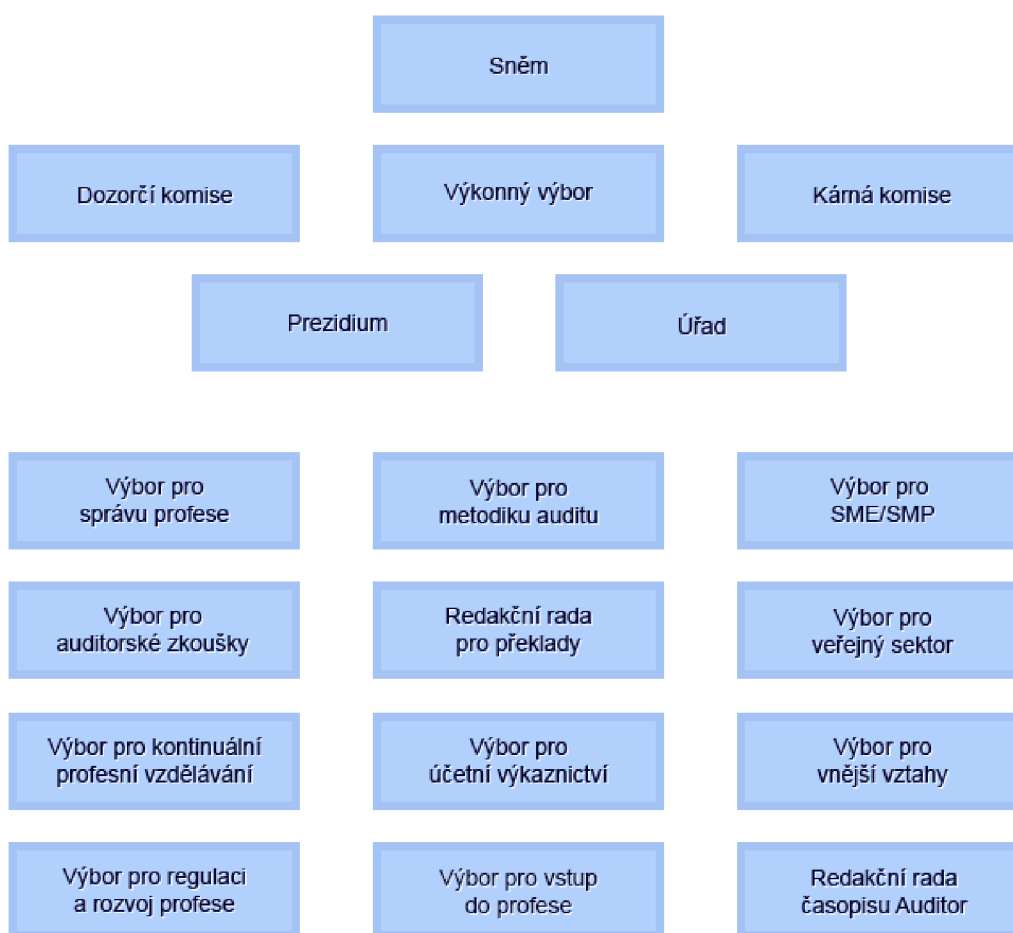 Sněm
Dozorčí komise
Výkonný výbor
Kárná komise
Prezidium
Úřad
Výbor pro
správu profese
Výbor pro
metodiku auditu
Výbor pro
SME/SMP
Výbor pro
auditorské zkoušky
Redakční rada
pro překlady
Výbor pro
veřejný sektor
Výbor pro kontinuální
profesní vzdělávání
Výbor pro
účetní výkaznictví
Výbor pro
vnější vztahy
Výbor pro regulaci
a rozvoj profese
Výbor pro vstup
do profese
Redakční rada
časopisu Auditor